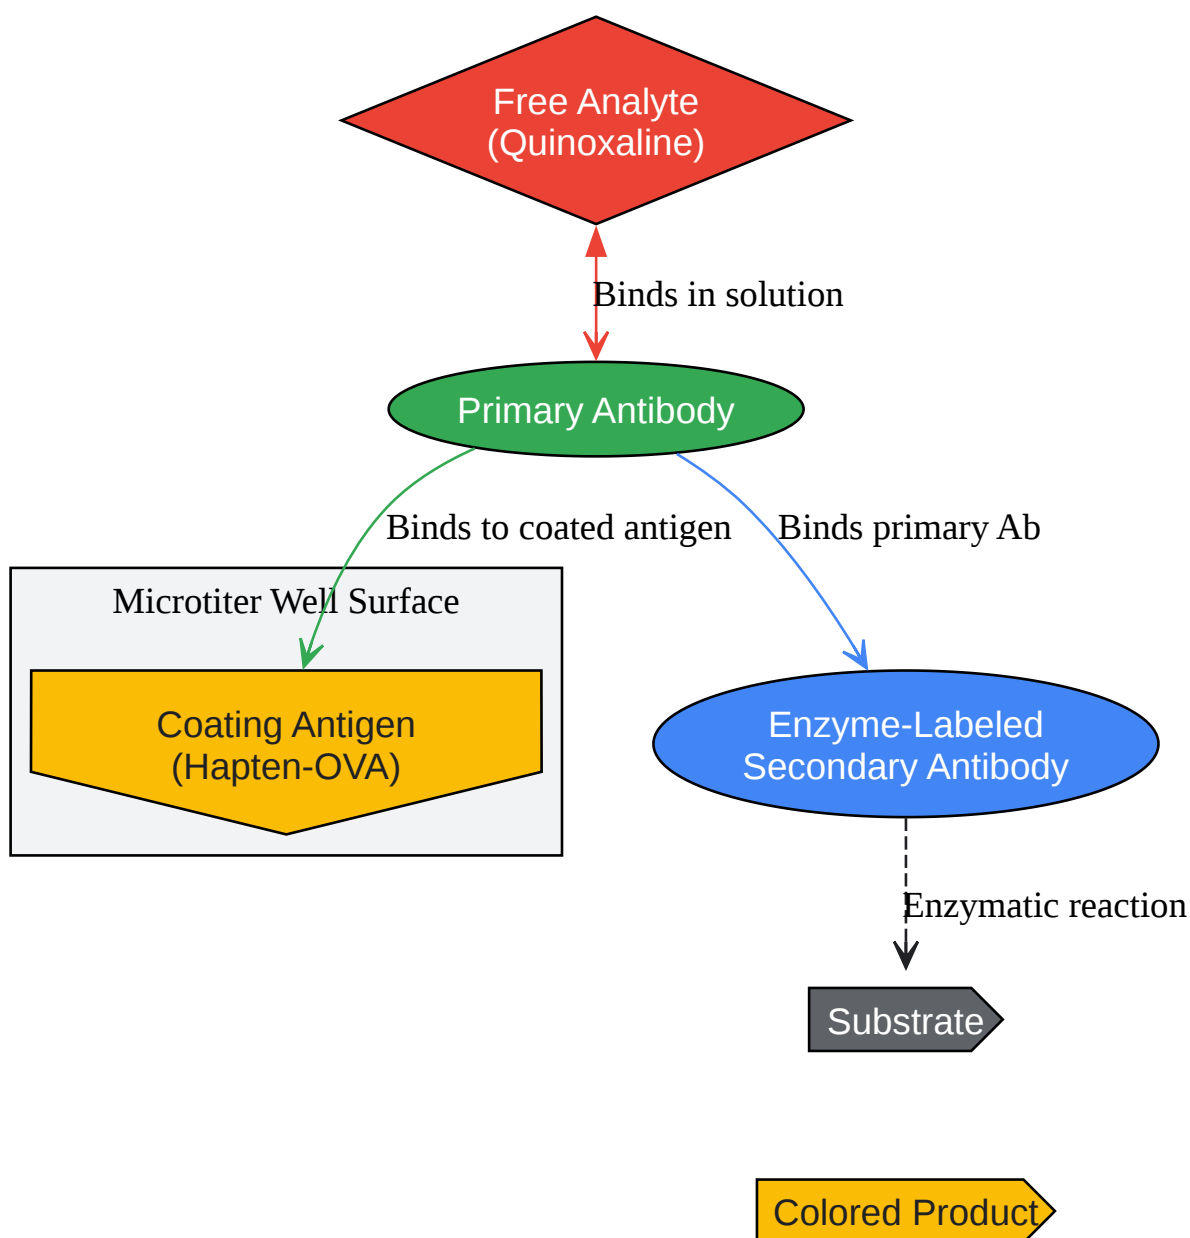 Free Analyte
(Quinoxaline)
Binds in solution
Primary Antibody
Binds to coated antigen
Binds primary Ab
Microtiter Well Surface
Coating Antigen
(Hapten-OVA)
Enzyme-Labeled
Secondary Antibody
Enzymatic reaction
Substrate
Colored Product